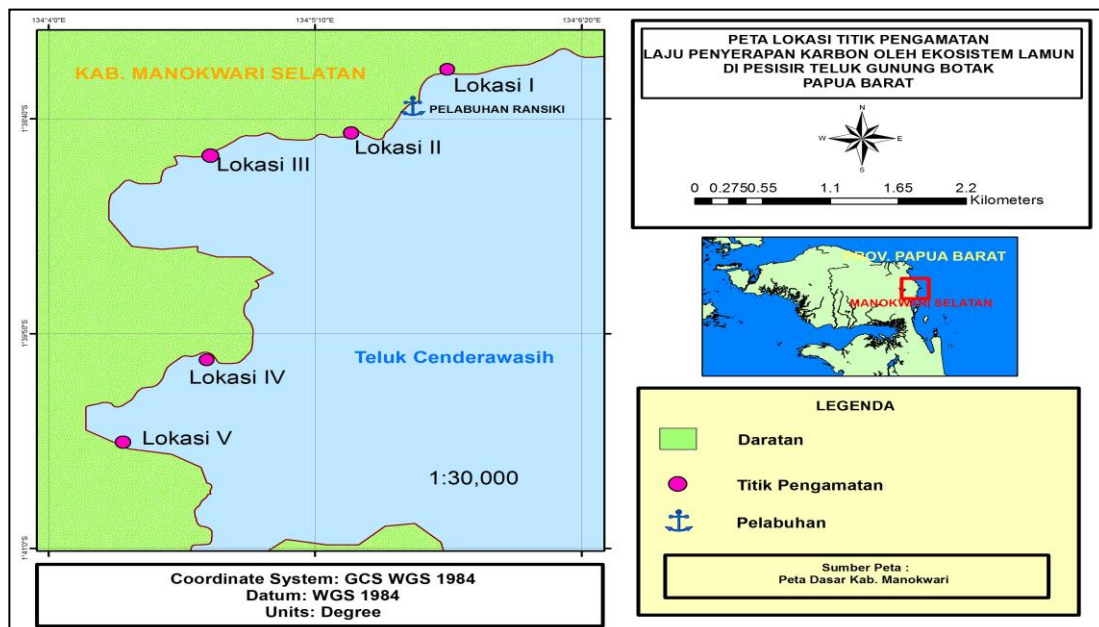 134°4'0"E
134°5'10"E
134°6'20"E
KAB. MANOKWARI SELATAN
Lokasi I
PELABUHAN RANSIKI
1°38'40"S
Lokasi II
Lokasi III
1°39'50"S
Teluk Cenderawasih
Lokasi IV
Lokasi V
1:30,000
1°41'0"S
Coordinate System: GCS WGS 1984
Datum: WGS 1984
Units: Degree
PETA LOKASI TITIK PENGAMATAN
LAJU PENYERAPAN KARBON OLEH EKOSISTEM LAMUN
DI PESISIR TELUK GUNUNG BOTAK
PAPUA BARAT
N
W E
S
0 0.275 0.55 1.1 1.65 2.2
Kilometers
PROV. PAPUA BARAT
MANOKWARI SELATAN
LEGENDA
Daratan
Titik Pengamatan
Pelabuhan
Sumber Peta :
Peta Dasar Kab. Manokwari